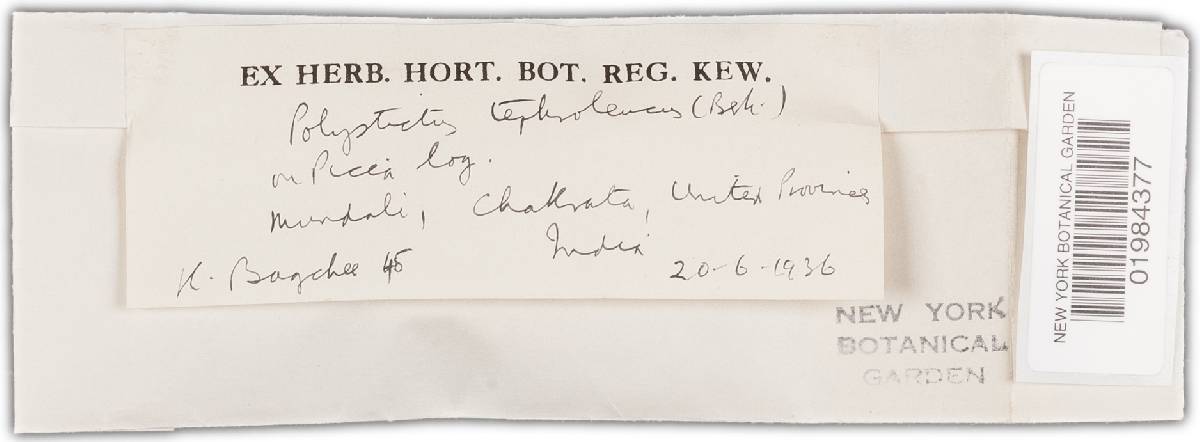 EX HERB. HORT. BOT. REG. KEW.
Polystictus tephroleucus (Berk.)
on Picea log.
Mundali, Chakrata, United Provinces
India
K. Bagchee 45
20-6-1936
NEW YORK
BOTANICAL
GARDEN
NEW YORK BOTANICAL GARDEN
01984377